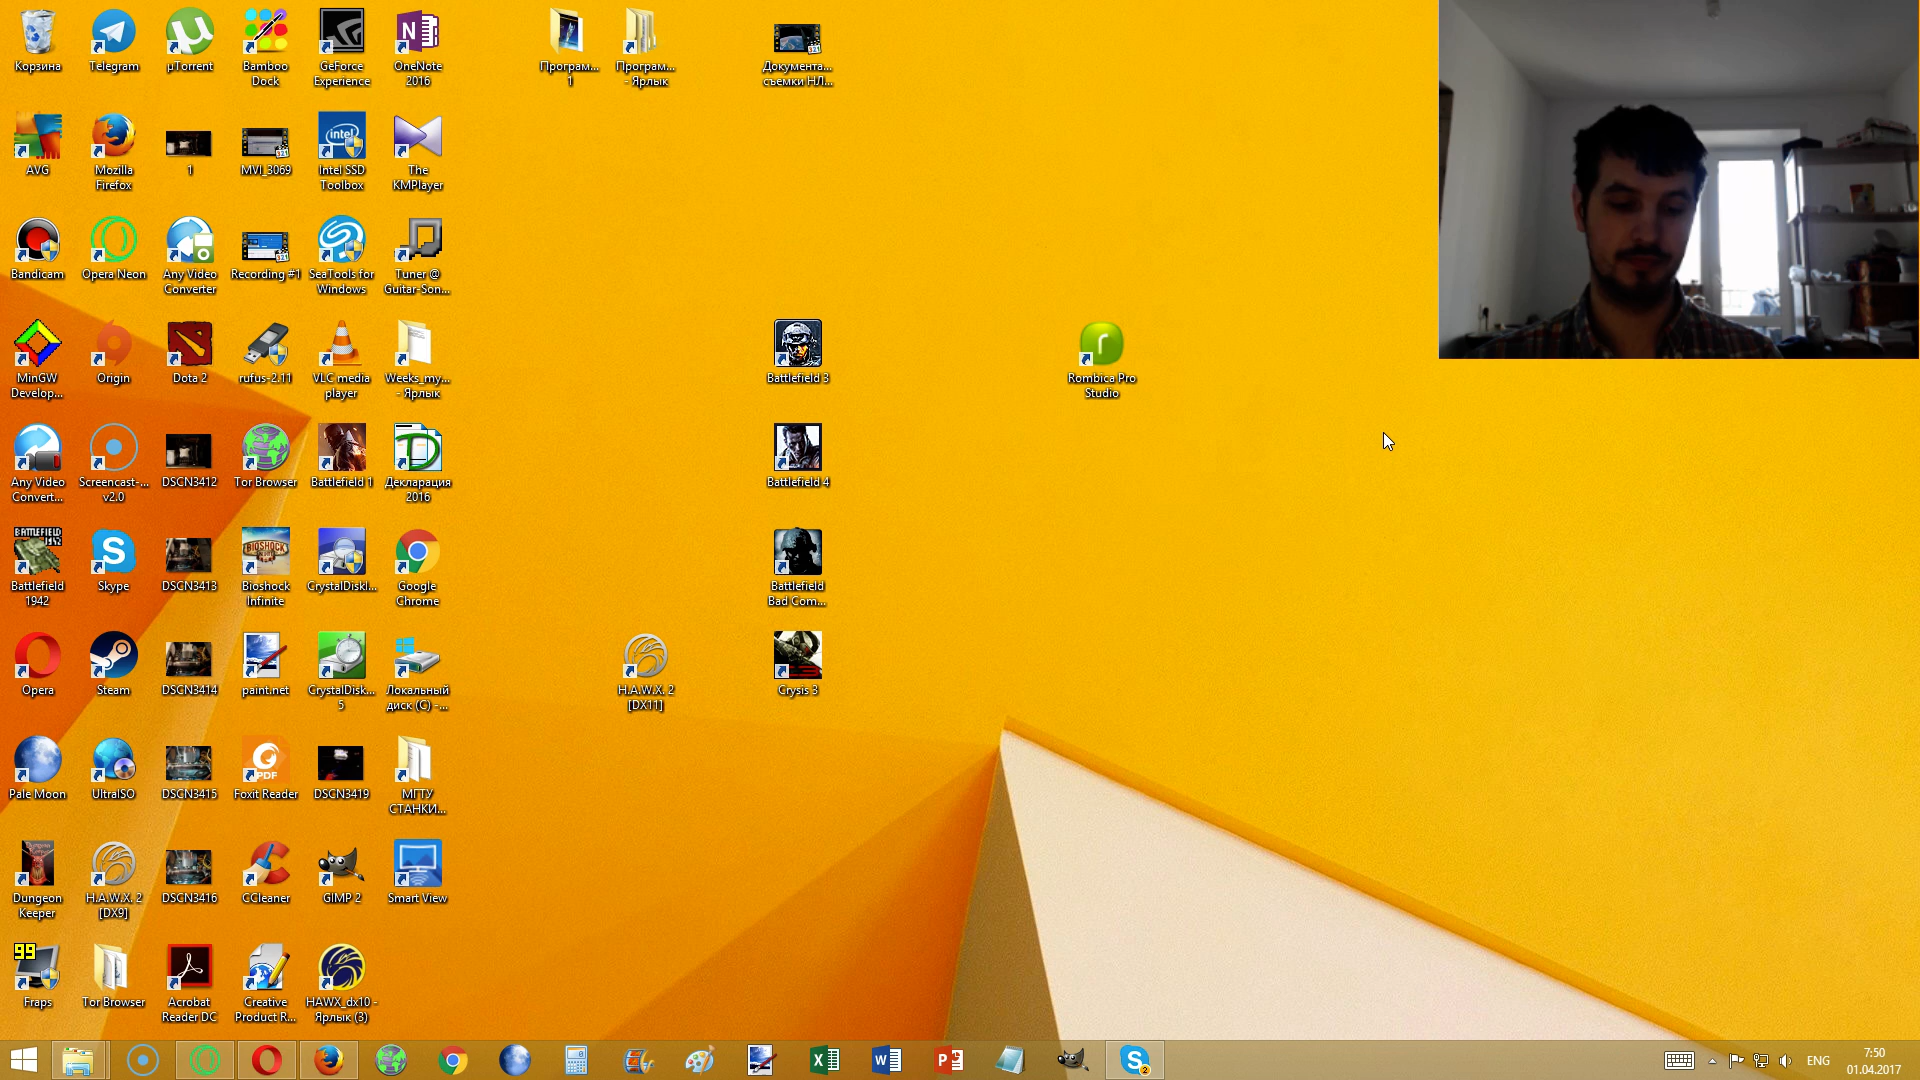 Корзина
Telegram
µTorrent
Bamboo
Dock
GeForce
Experience
OneNote
2016
Програм...
1
Програм...
- Ярлык
Документа...
съемки НЛ...
AVG
Mozilla
Firefox
1
MVI_3069
Intel SSD
Toolbox
The
KMPlayer
Bandicam
Opera Neon
Any Video
Converter
Recording #1
SeaTools for
Windows
Tuner @
Guitar-Son...
MinGW
Develop...
Origin
Dota 2
rufus-2.11
VLC media
player
Weeks_my...
- Ярлык
Battlefield 3
Rombica Pro
Studio
Any Video
Convert...
Screencast-...
v2.0
DSCN3412
Tor Browser
Battlefield 1
Декларация
2016
Battlefield 4
Battlefield
1942
Skype
DSCN3413
Bioshock
Infinite
CrystalDiskI...
Google
Chrome
Battlefield
Bad Com...
Opera
Steam
DSCN3414
paint.net
CrystalDisk...
5
Локальный
диск (C) -...
H.A.W.X. 2
[DX11]
Crysis 3
Pale Moon
UltraISO
DSCN3415
Foxit Reader
DSCN3419
МГТУ
СТАНКИ...
Dungeon
Keeper
H.A.W.X. 2
[DX9]
DSCN3416
CCleaner
GIMP 2
Smart View
99
Fraps
Tor Browser
Acrobat
Reader DC
Creative
Product R...
HAWX_dx10 -
Ярлык (3)
ENG
7:50
01.04.2017